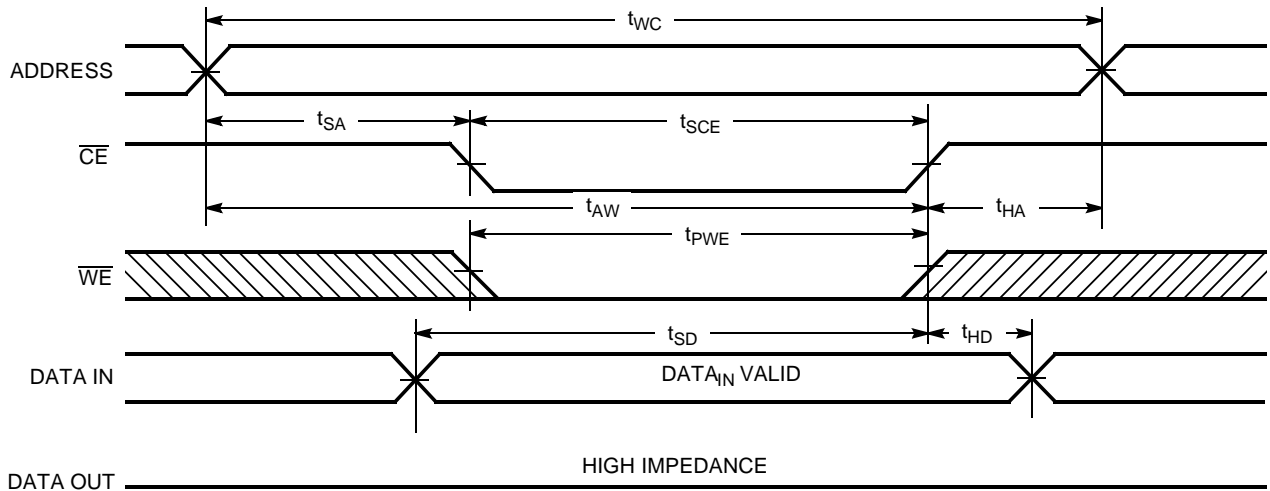 tWC
ADDRESS
tSA
tSCE
CE
tAW
tHA
tPWE
WE
tSD
tHD
DATA IN
DATAIN VALID
HIGH IMPEDANCE
DATA OUT